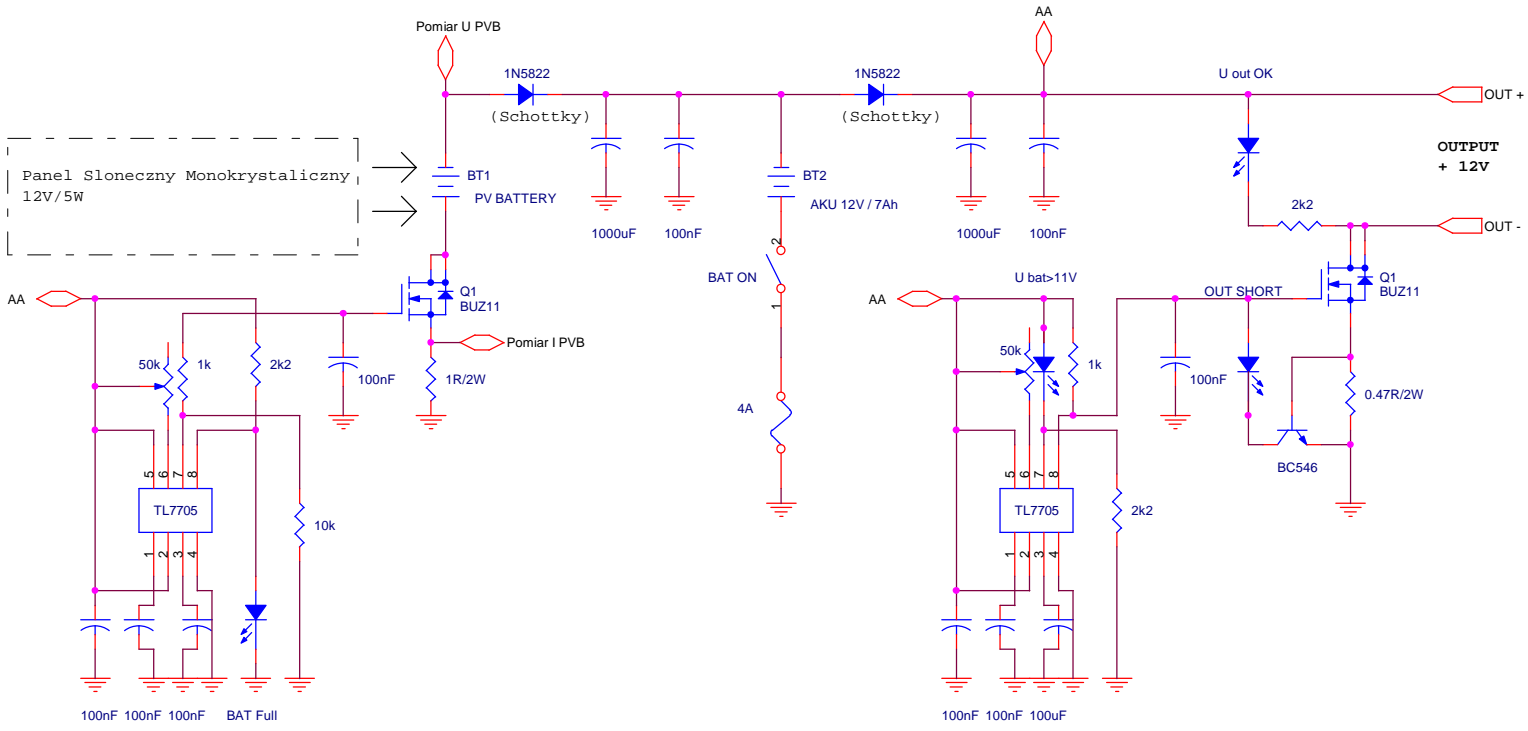 Pomiar U PVB
AA
1N5822
1N5822
U out OK
(Schottky)
(Schottky)
OUT +
OUTPUT
+ 12V
Panel Sloneczny Monokrystaliczny
12V/5W
BT1
PV BATTERY
BT2
AKU 12V / 7Ah
2k2
1000uF
100nF
1000uF
100nF
OUT -
2
BAT ON
1
U bat>11V
Q1
BUZ11
OUT SHORT
Q1
BUZ11
AA
AA
Pomiar I PVB
50k
1k
2k2
100nF
1R/2W
50k
1k
100nF
0.47R/2W
4A
BC546
5
6
7
8
TL7705
1
2
3
4
10k
5
6
7
8
TL7705
1
2
3
4
2k2
100nF
100nF
100nF
BAT Full
100nF
100nF
100uF